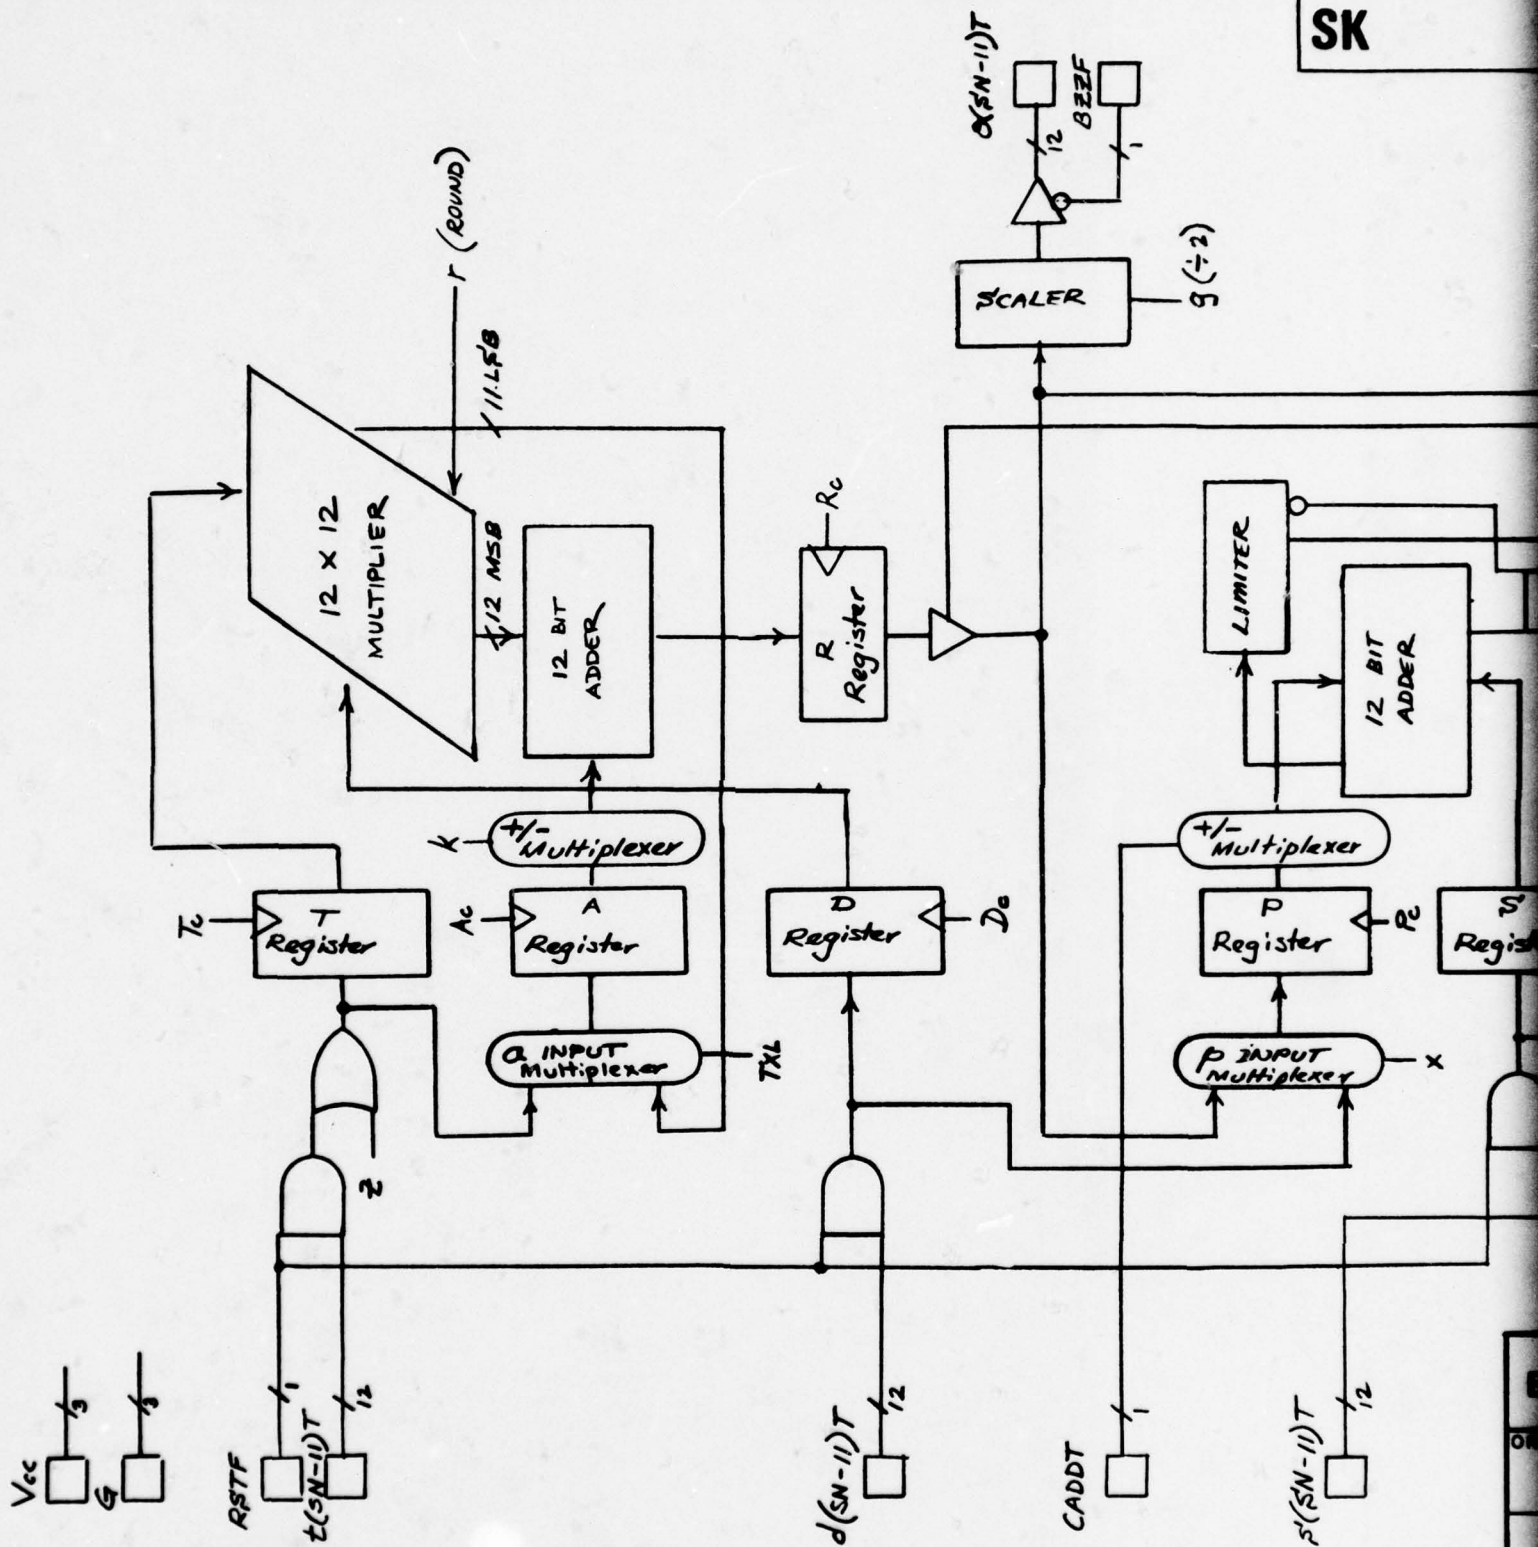 SK
α(SN-11)T
12
BZZF
1
r (ROUND)
11 LSB
SCALER
g(÷2)
12 X 12
MULTIPLIER
12 MSB
12 BIT
ADDER
Rc
R
Register
LIMITER
12 BIT
ADDER
k
+/-
Multiplexer
+/-
Multiplexer
Tc
T
Register
Ac
A
Register
D
Register
Dc
P
Register
Pc
S
a INPUT
Multiplexer
TXL
p INPUT
Multiplexer
x
Z
Vcc
3
G
3
RSTF
1
t(SN-11)T
12
d(SN-11)T
12
CADDT
1
s(SN-11)T
12